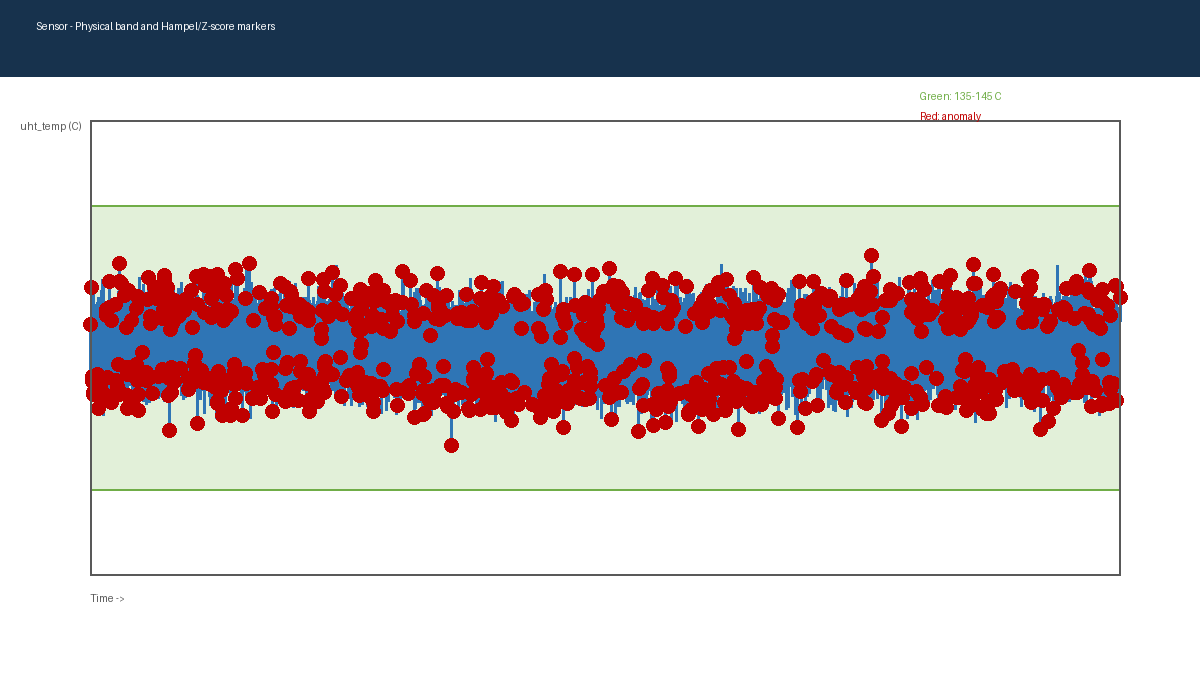 Sensor - Physical band and Hampel/Z-score markers
Green: 135-145 C
Red: anomaly
uht_temp (C)
Time ->